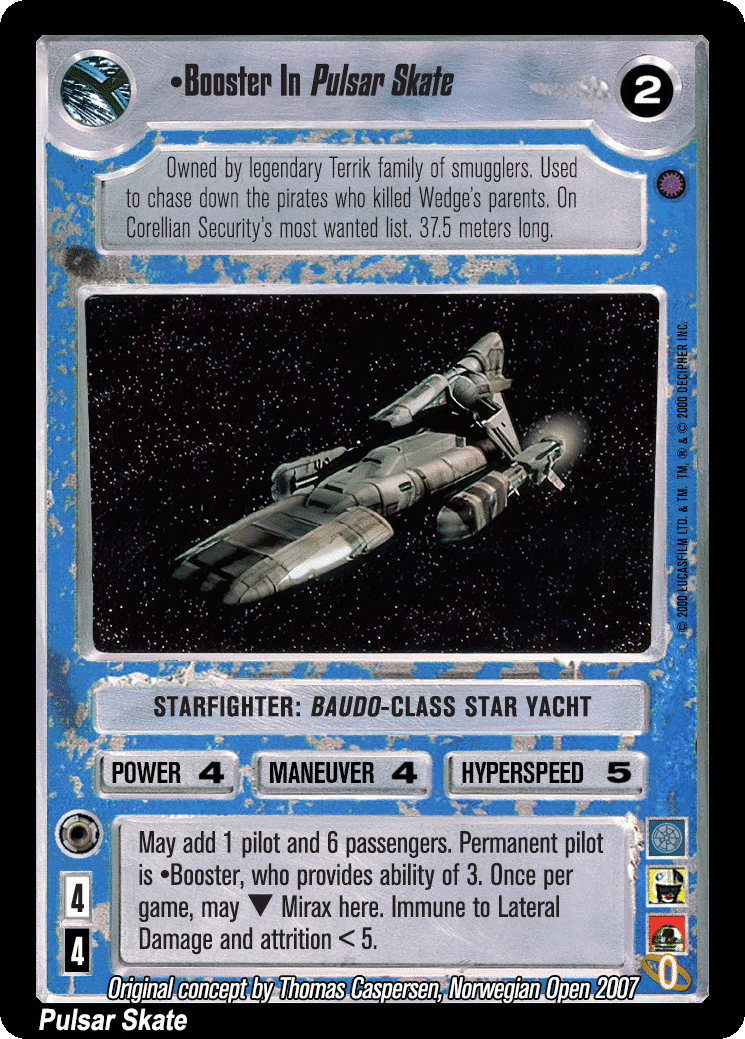 •Booster In Pulsar Skate
2
Owned by legendary Terrik family of smugglers. Used
to chase down the pirates who killed Wedge's parents. On
Corellian Security's most wanted list. 37.5 meters long.
© 2000 LUCASFILM LTD. & TM. TM, ® & © 2000 DECIPHER INC.
STARFIGHTER: BAUDO-CLASS STAR YACHT
POWER 4 MANEUVER 4 HYPERSPEED 5
May add 1 pilot and 6 passengers. Permanent pilot
is •Booster, who provides ability of 3. Once per
game, may ▼ Mirax here. Immune to Lateral
Damage and attrition < 5.
4
4
0
Original concept by Thomas Caspersen, Norwegian Open 2007
Pulsar Skate